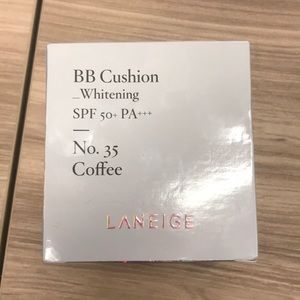 BB Cushion
_Whitening
SPF 50+ PA+++
—
No. 35
Coffee
LANEIGE